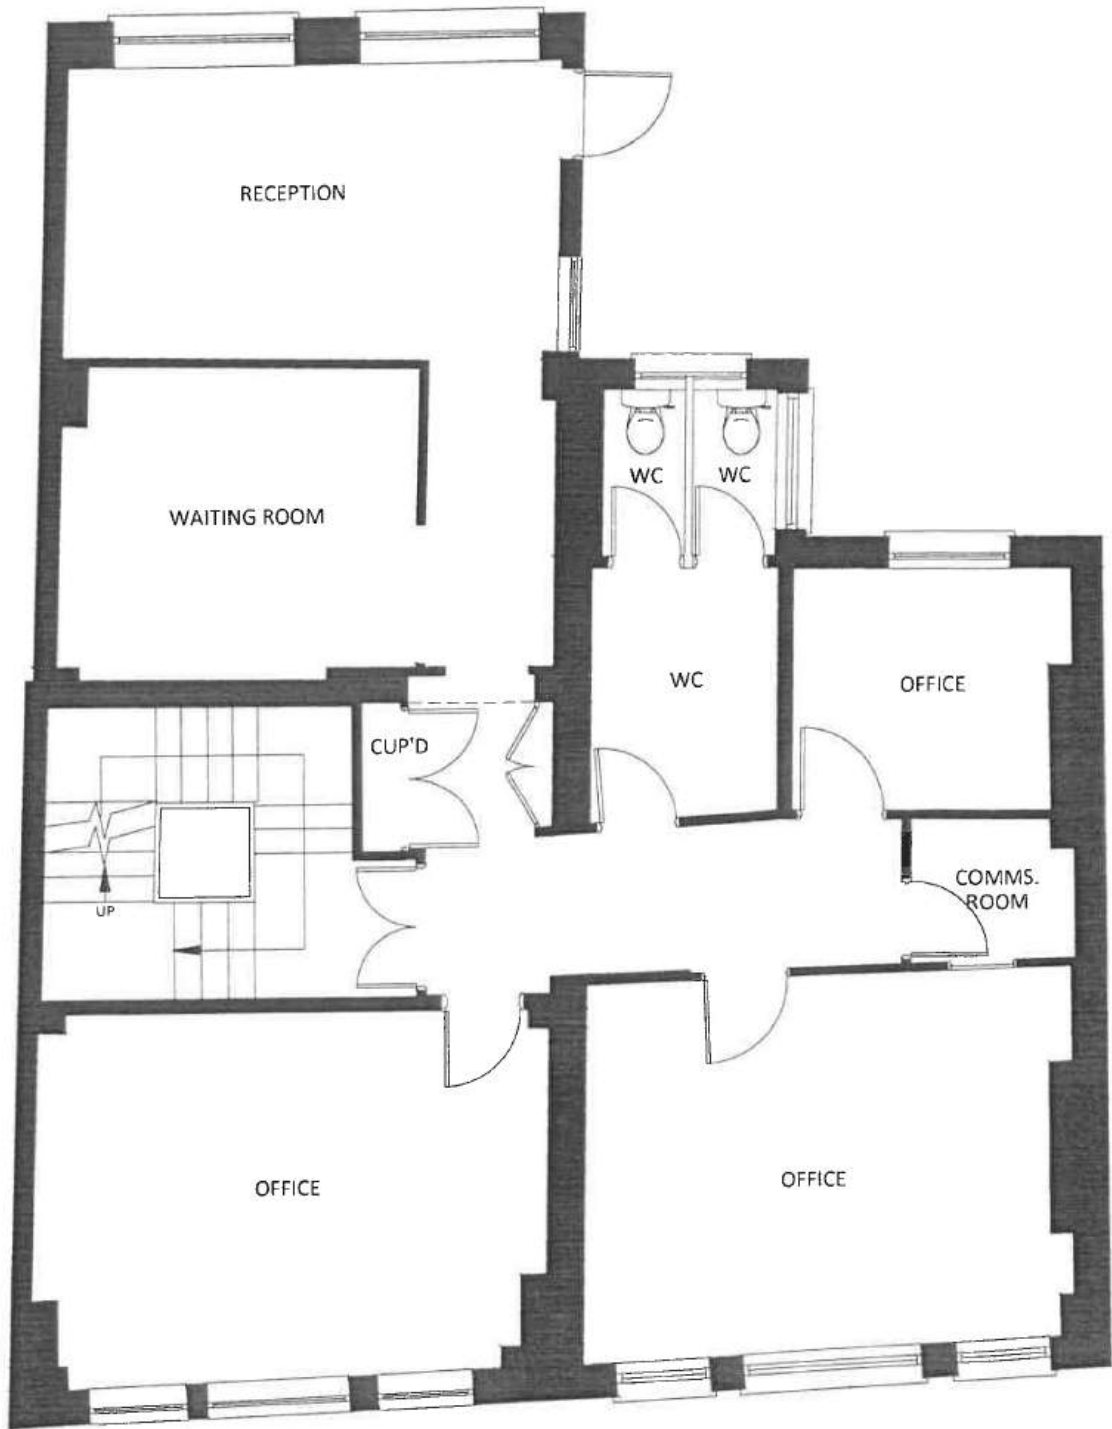 RECEPTION
WAITING ROOM
WC
WC
WC
OFFICE
CUP'D
COMMS.
ROOM
UP
OFFICE
OFFICE